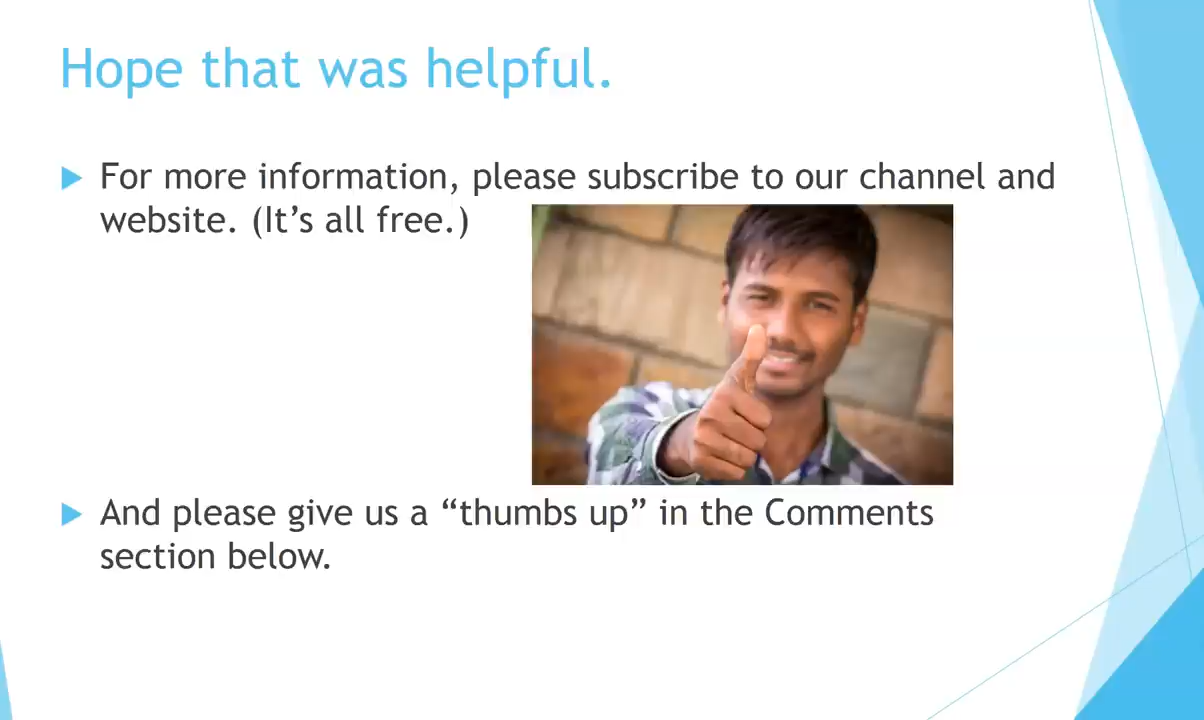 Hope that was helpful.
For more information, please subscribe to our channel and
website. (It’s all free.)
And please give us a “thumbs up” in the Comments
section below.